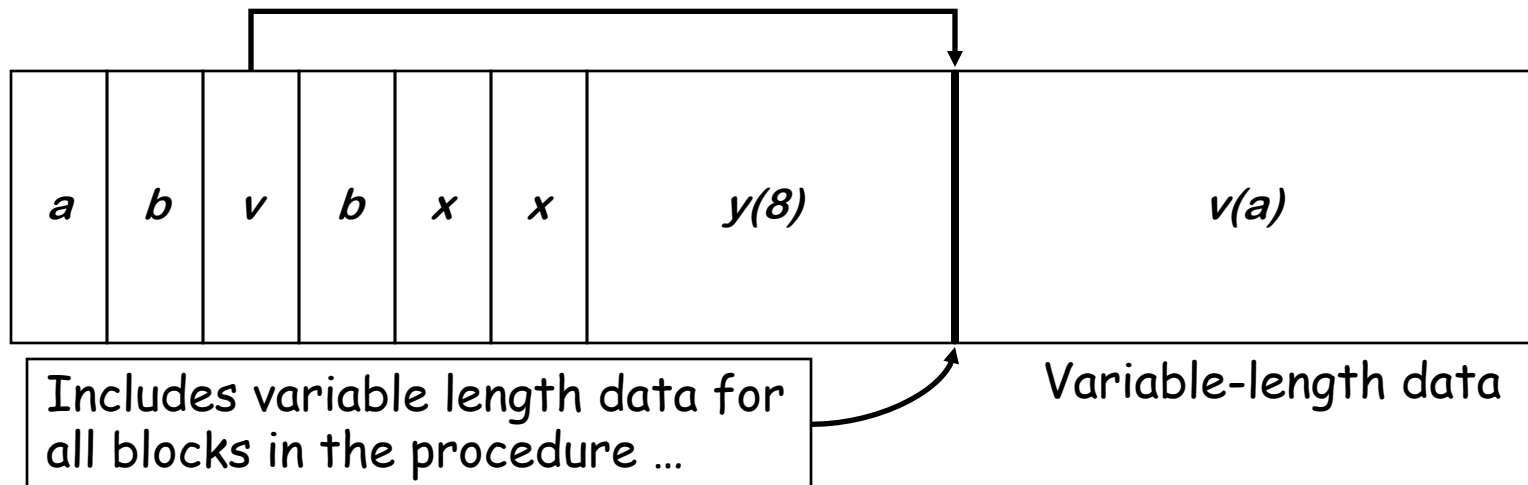 a b v b x x y(8) v(a)
Includes variable length data for
all blocks in the procedure …
Variable-length data